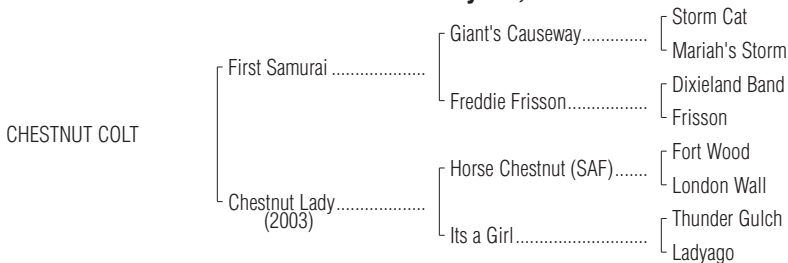 Storm Cat
Giant's Causeway..............
Mariah's Storm
First Samurai ....................
Dixieland Band
Freddie Frisson.................
Frisson
CHESTNUT COLT
Fort Wood
Horse Chestnut (SAF).......
London Wall
Chestnut Lady...................
(2003)
Thunder Gulch
Its a Girl............................
Ladyago